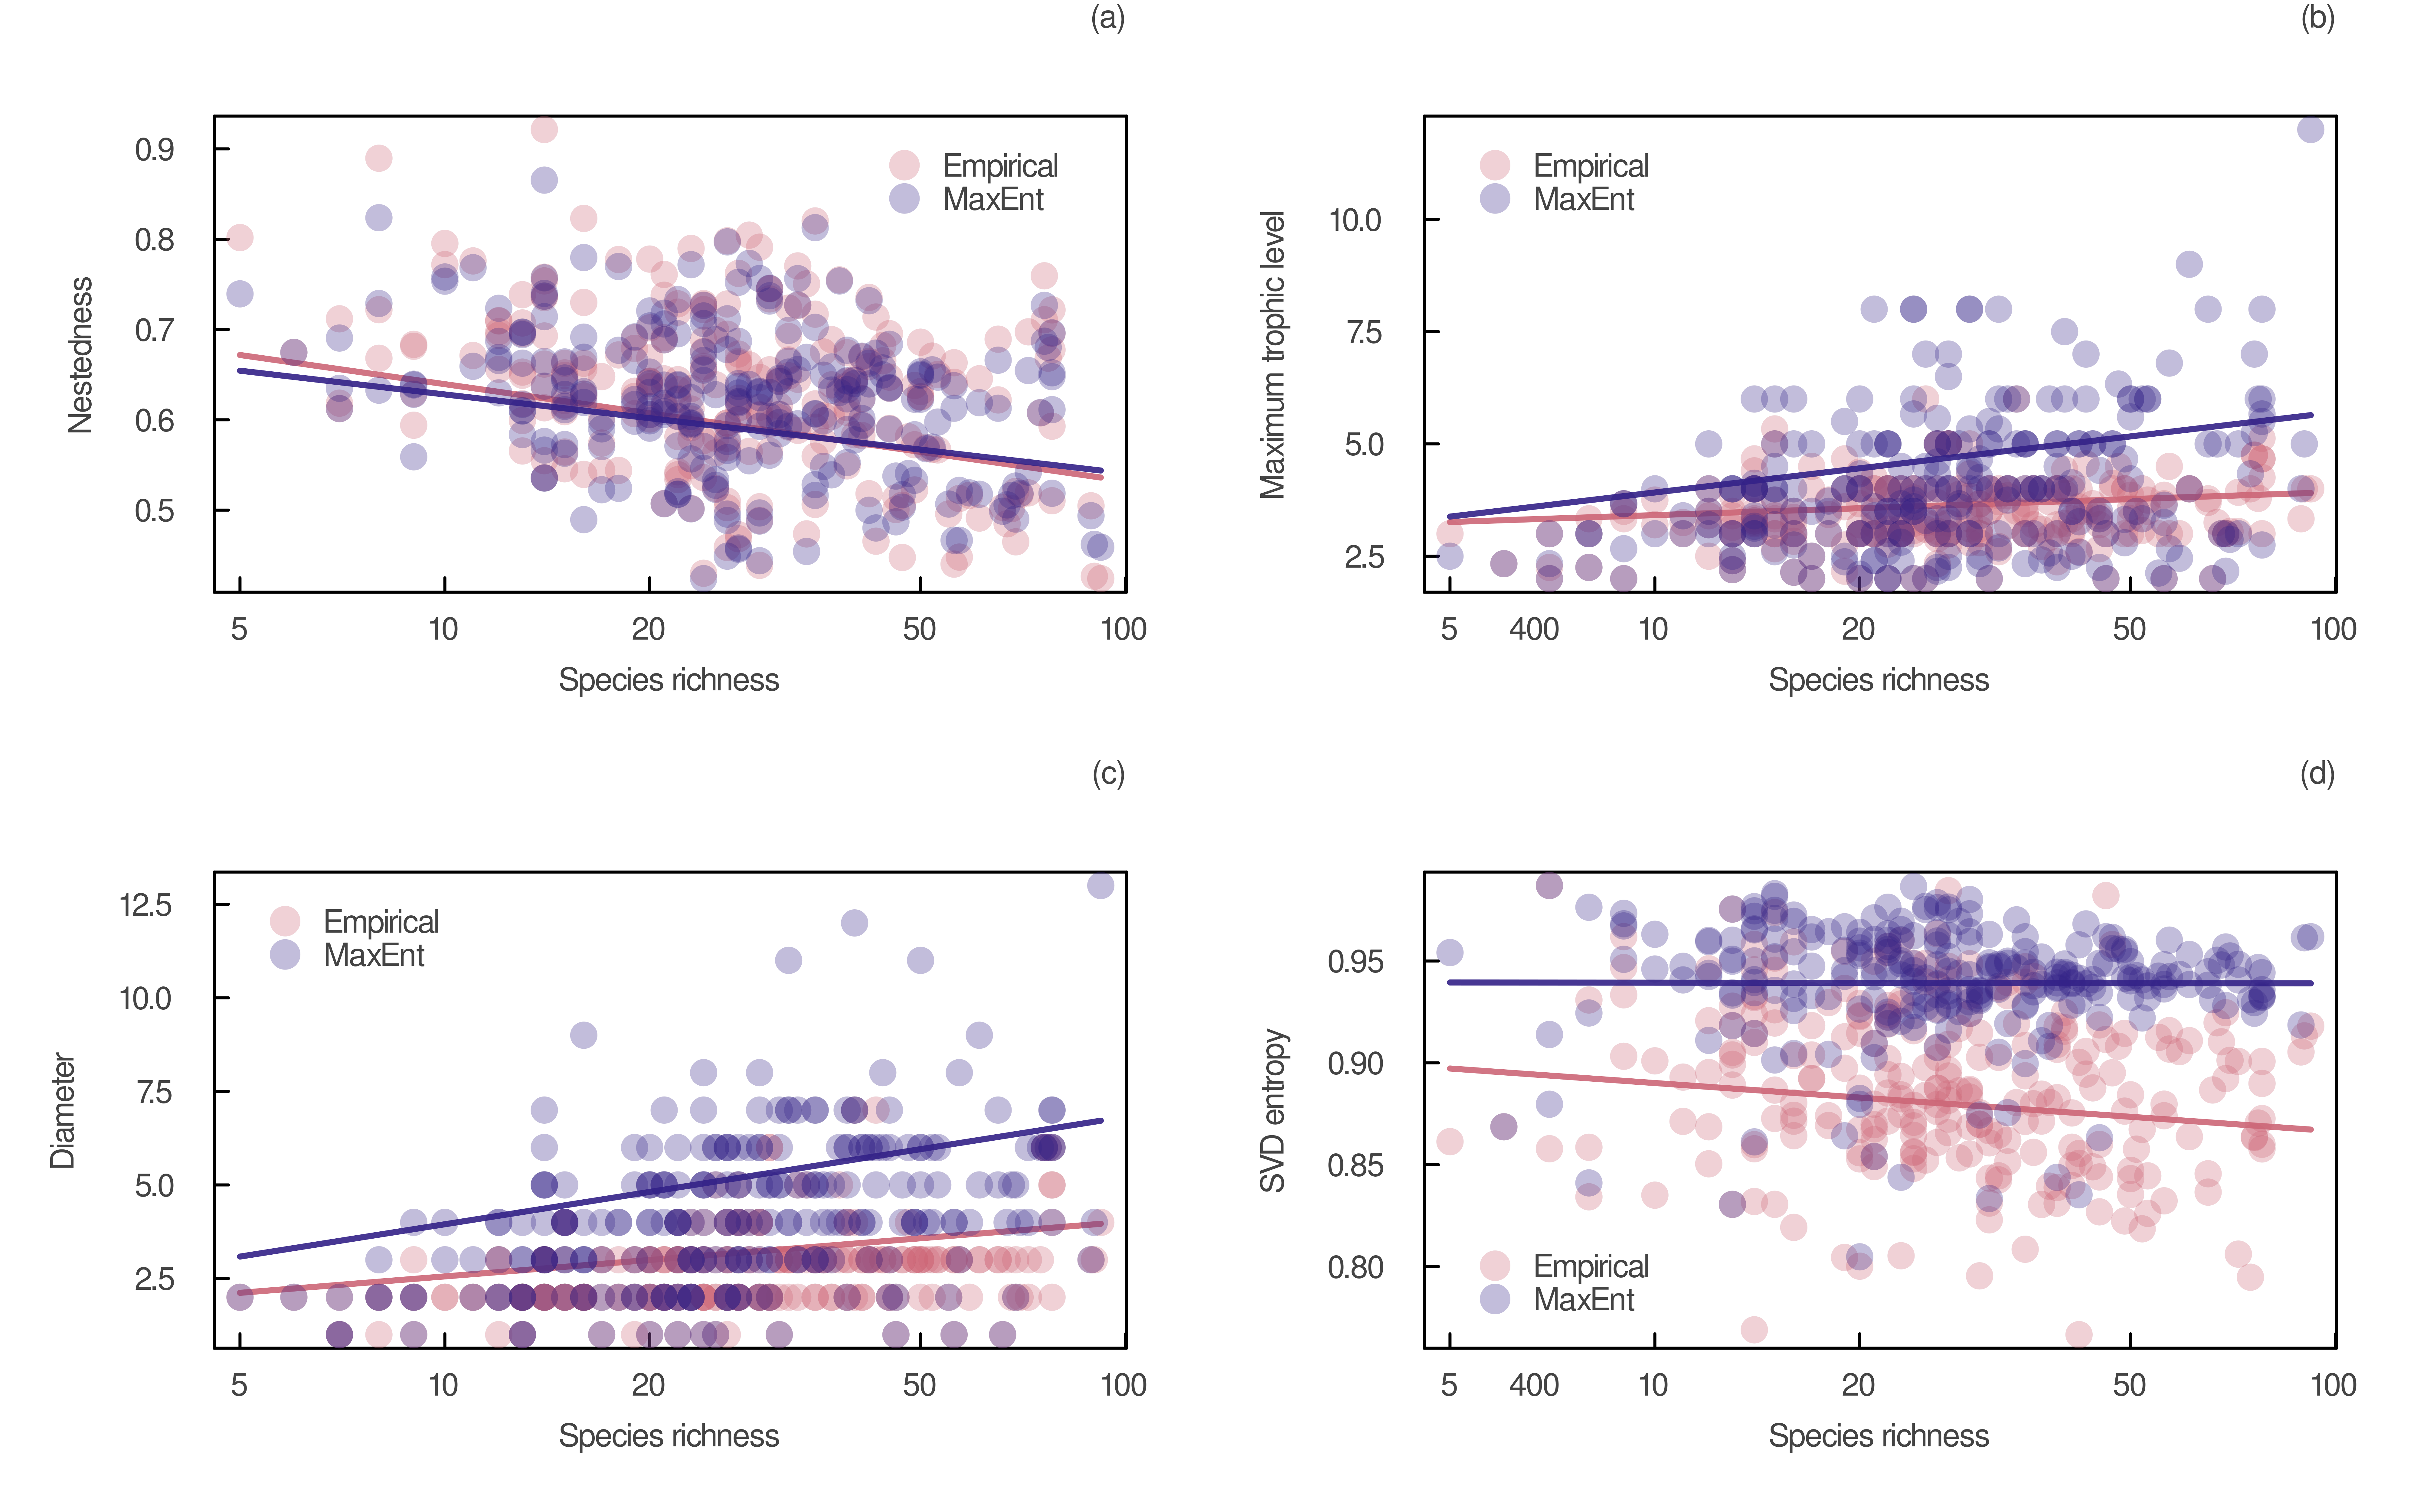 (a)
0.9
0.8
0.7
0.6
0.5
Nestedness
Empirical
MaxEnt
5 10 20 50 100
Species richness
(b)
10.0
7.5
5.0
2.5
Maximum trophic level
Empirical
MaxEnt
5 400 10 20 50 100
Species richness
(c)
12.5
10.0
7.5
5.0
2.5
Diameter
Empirical
MaxEnt
5 10 20 50 100
Species richness
(d)
0.95
0.90
0.85
0.80
SVD entropy
Empirical
MaxEnt
5 400 10 20 50 100
Species richness